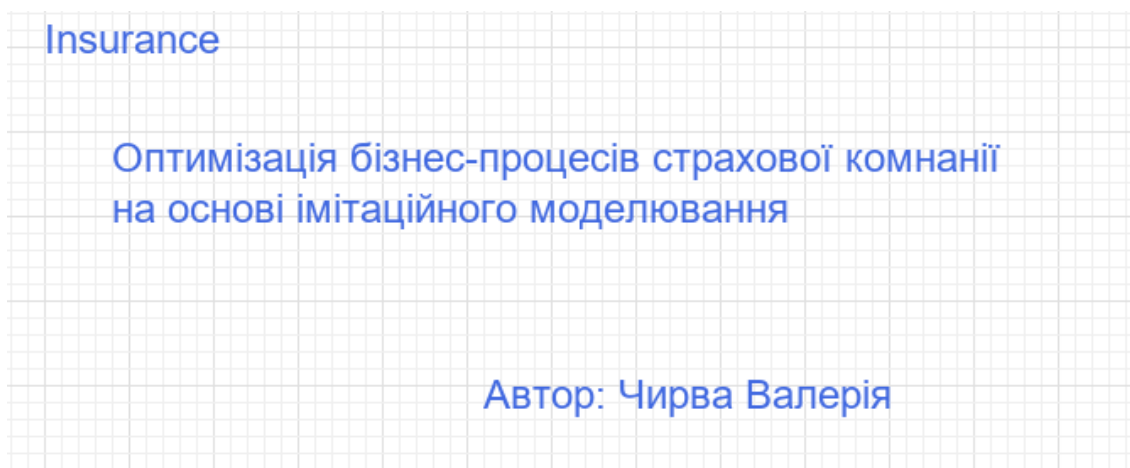 Insurance
Оптимізація бізнес-процесів страхової комнанії
на основі імітаційного моделювання
Автор: Чирва Валерія